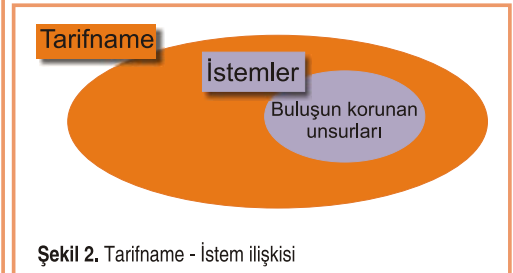 Tarifname
İstemler
Buluşun korunan
unsurları
Şekil 2. Tarifname - İstem ilişkisi